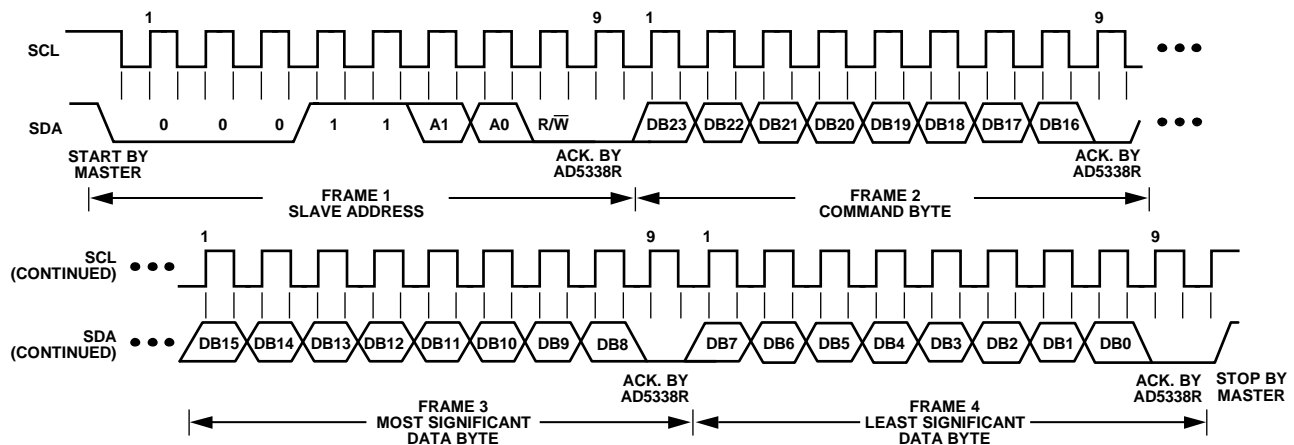 1 9 1 9
SCL
SDA
0 0 0 1 1 A1 A0 R/W̅ DB23 DB22 DB21 DB20 DB19 DB18 DB17 DB16
START BY
MASTER
ACK. BY
AD5338R
ACK. BY
AD5338R
FRAME 1
SLAVE ADDRESS
FRAME 2
COMMAND BYTE
1 9 1 9
SCL
(CONTINUED)
SDA
(CONTINUED)
DB15 DB14 DB13 DB12 DB11 DB10 DB9 DB8 DB7 DB6 DB5 DB4 DB3 DB2 DB1 DB0
ACK. BY
AD5338R
ACK. BY
AD5338R
STOP BY
MASTER
FRAME 3
MOST SIGNIFICANT
DATA BYTE
FRAME 4
LEAST SIGNIFICANT
DATA BYTE